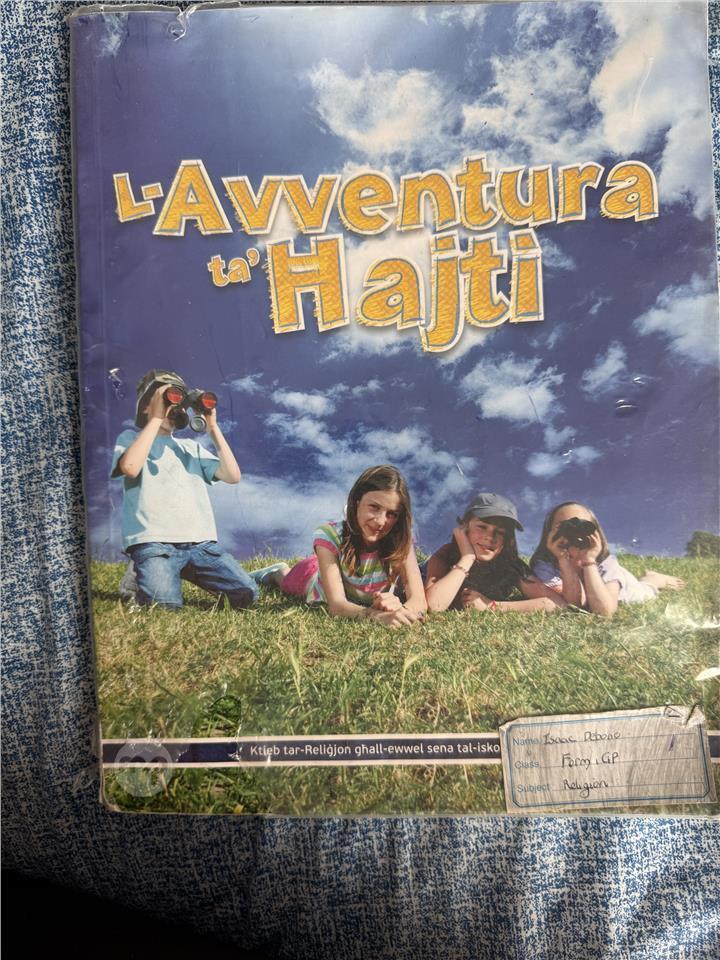 L-Avventura
ta' Hajti
Ktieb tar-Reliġjon għall-ewwel sena tal-isko
Name Isaac Debono
Class Form 1 GP
Subject Religion